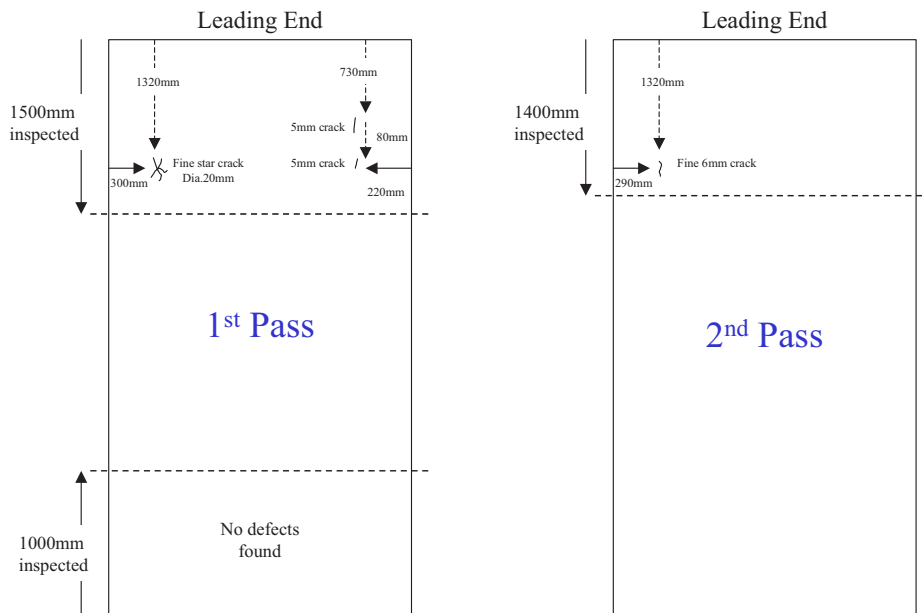 Leading End
1320mm
730mm
1500mm
inspected
5mm crack
80mm
5mm crack
Fine star crack
Dia.20mm
300mm
220mm
1st Pass
No defects
found
1000mm
inspected
Leading End
1320mm
1400mm
inspected
Fine 6mm crack
290mm
2nd Pass